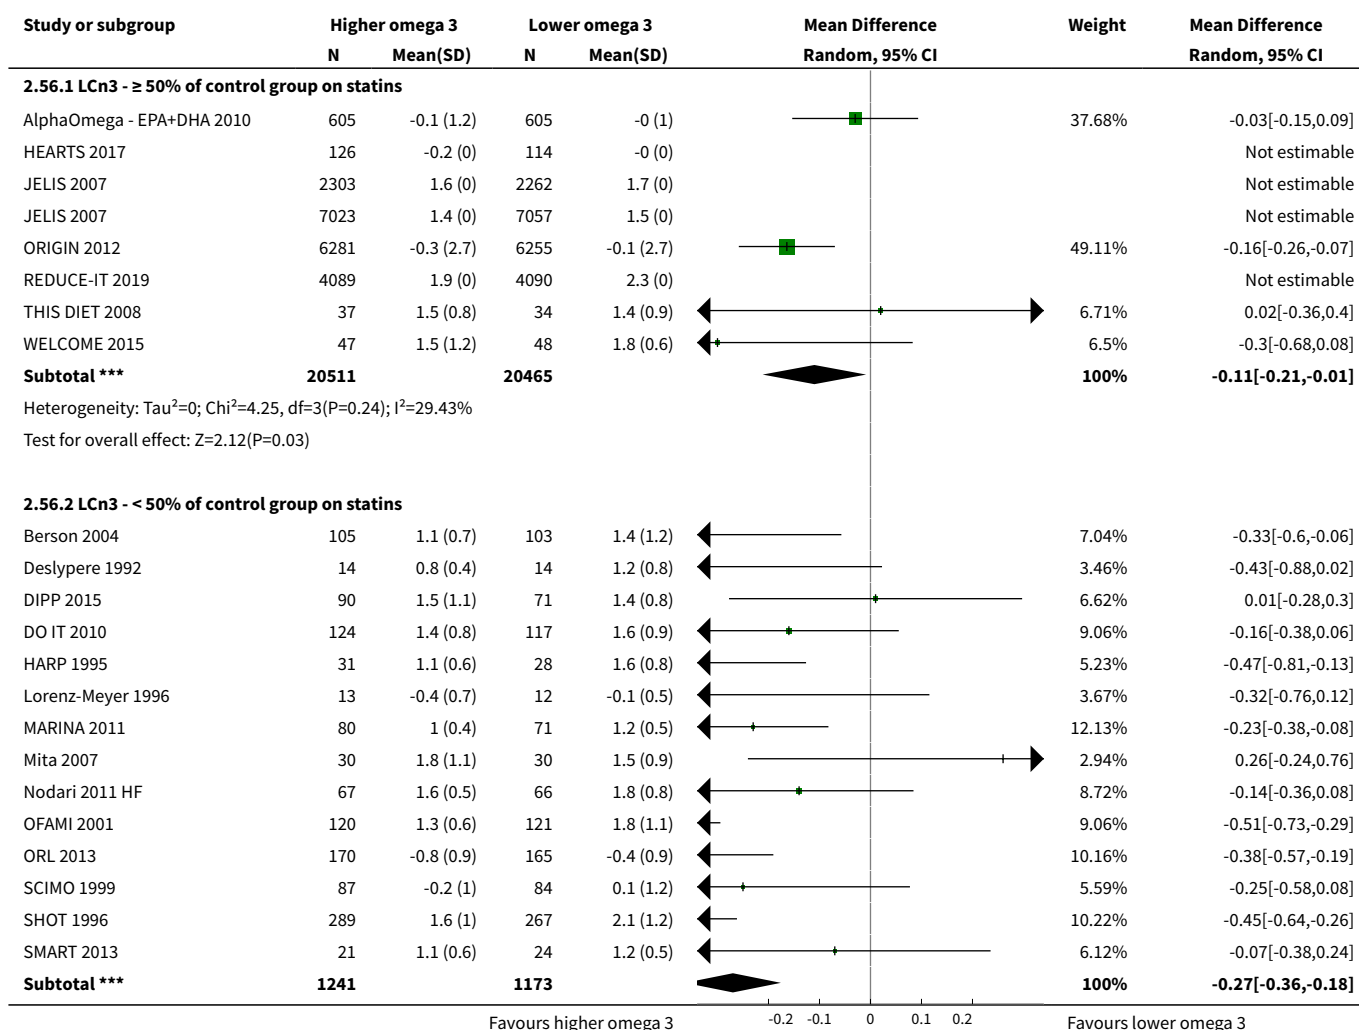 Study or subgroup Higher omega 3 Lower omega 3 Mean Difference Weight Mean Difference
N Mean(SD) N Mean(SD) Random, 95% CI Random, 95% CI
2.56.1 LCn3 - ≥ 50% of control group on statins
AlphaOmega - EPA+DHA 2010 605 -0.1 (1.2) 605 -0 (1) 37.68% -0.03[-0.15,0.09]
HEARTS 2017 126 -0.2 (0) 114 -0 (0) Not estimable
JELIS 2007 2303 1.6 (0) 2262 1.7 (0) Not estimable
JELIS 2007 7023 1.4 (0) 7057 1.5 (0) Not estimable
ORIGIN 2012 6281 -0.3 (2.7) 6255 -0.1 (2.7) 49.11% -0.16[-0.26,-0.07]
REDUCE-IT 2019 4089 1.9 (0) 4090 2.3 (0) Not estimable
THIS DIET 2008 37 1.5 (0.8) 34 1.4 (0.9) 6.71% 0.02[-0.36,0.4]
WELCOME 2015 47 1.5 (1.2) 48 1.8 (0.6) 6.5% -0.3[-0.68,0.08]
Subtotal *** 20511 20465 100% -0.11[-0.21,-0.01]
Heterogeneity: Tau²=0; Chi²=4.25, df=3(P=0.24); I²=29.43%
Test for overall effect: Z=2.12(P=0.03)
2.56.2 LCn3 - < 50% of control group on statins
Berson 2004 105 1.1 (0.7) 103 1.4 (1.2) 7.04% -0.33[-0.6,-0.06]
Deslypere 1992 14 0.8 (0.4) 14 1.2 (0.8) 3.46% -0.43[-0.88,0.02]
DIPP 2015 90 1.5 (1.1) 71 1.4 (0.8) 6.62% 0.01[-0.28,0.3]
DO IT 2010 124 1.4 (0.8) 117 1.6 (0.9) 9.06% -0.16[-0.38,0.06]
HARP 1995 31 1.1 (0.6) 28 1.6 (0.8) 5.23% -0.47[-0.81,-0.13]
Lorenz-Meyer 1996 13 -0.4 (0.7) 12 -0.1 (0.5) 3.67% -0.32[-0.76,0.12]
MARINA 2011 80 1 (0.4) 71 1.2 (0.5) 12.13% -0.23[-0.38,-0.08]
Mita 2007 30 1.8 (1.1) 30 1.5 (0.9) 2.94% 0.26[-0.24,0.76]
Nodari 2011 HF 67 1.6 (0.5) 66 1.8 (0.8) 8.72% -0.14[-0.36,0.08]
OFAMI 2001 120 1.3 (0.6) 121 1.8 (1.1) 9.06% -0.51[-0.73,-0.29]
ORL 2013 170 -0.8 (0.9) 165 -0.4 (0.9) 10.16% -0.38[-0.57,-0.19]
SCIMO 1999 87 -0.2 (1) 84 0.1 (1.2) 5.59% -0.25[-0.58,0.08]
SHOT 1996 289 1.6 (1) 267 2.1 (1.2) 10.22% -0.45[-0.64,-0.26]
SMART 2013 21 1.1 (0.6) 24 1.2 (0.5) 6.12% -0.07[-0.38,0.24]
Subtotal *** 1241 1173 100% -0.27[-0.36,-0.18]
Favours higher omega 3 -0.2 -0.1 0 0.1 0.2 Favours lower omega 3